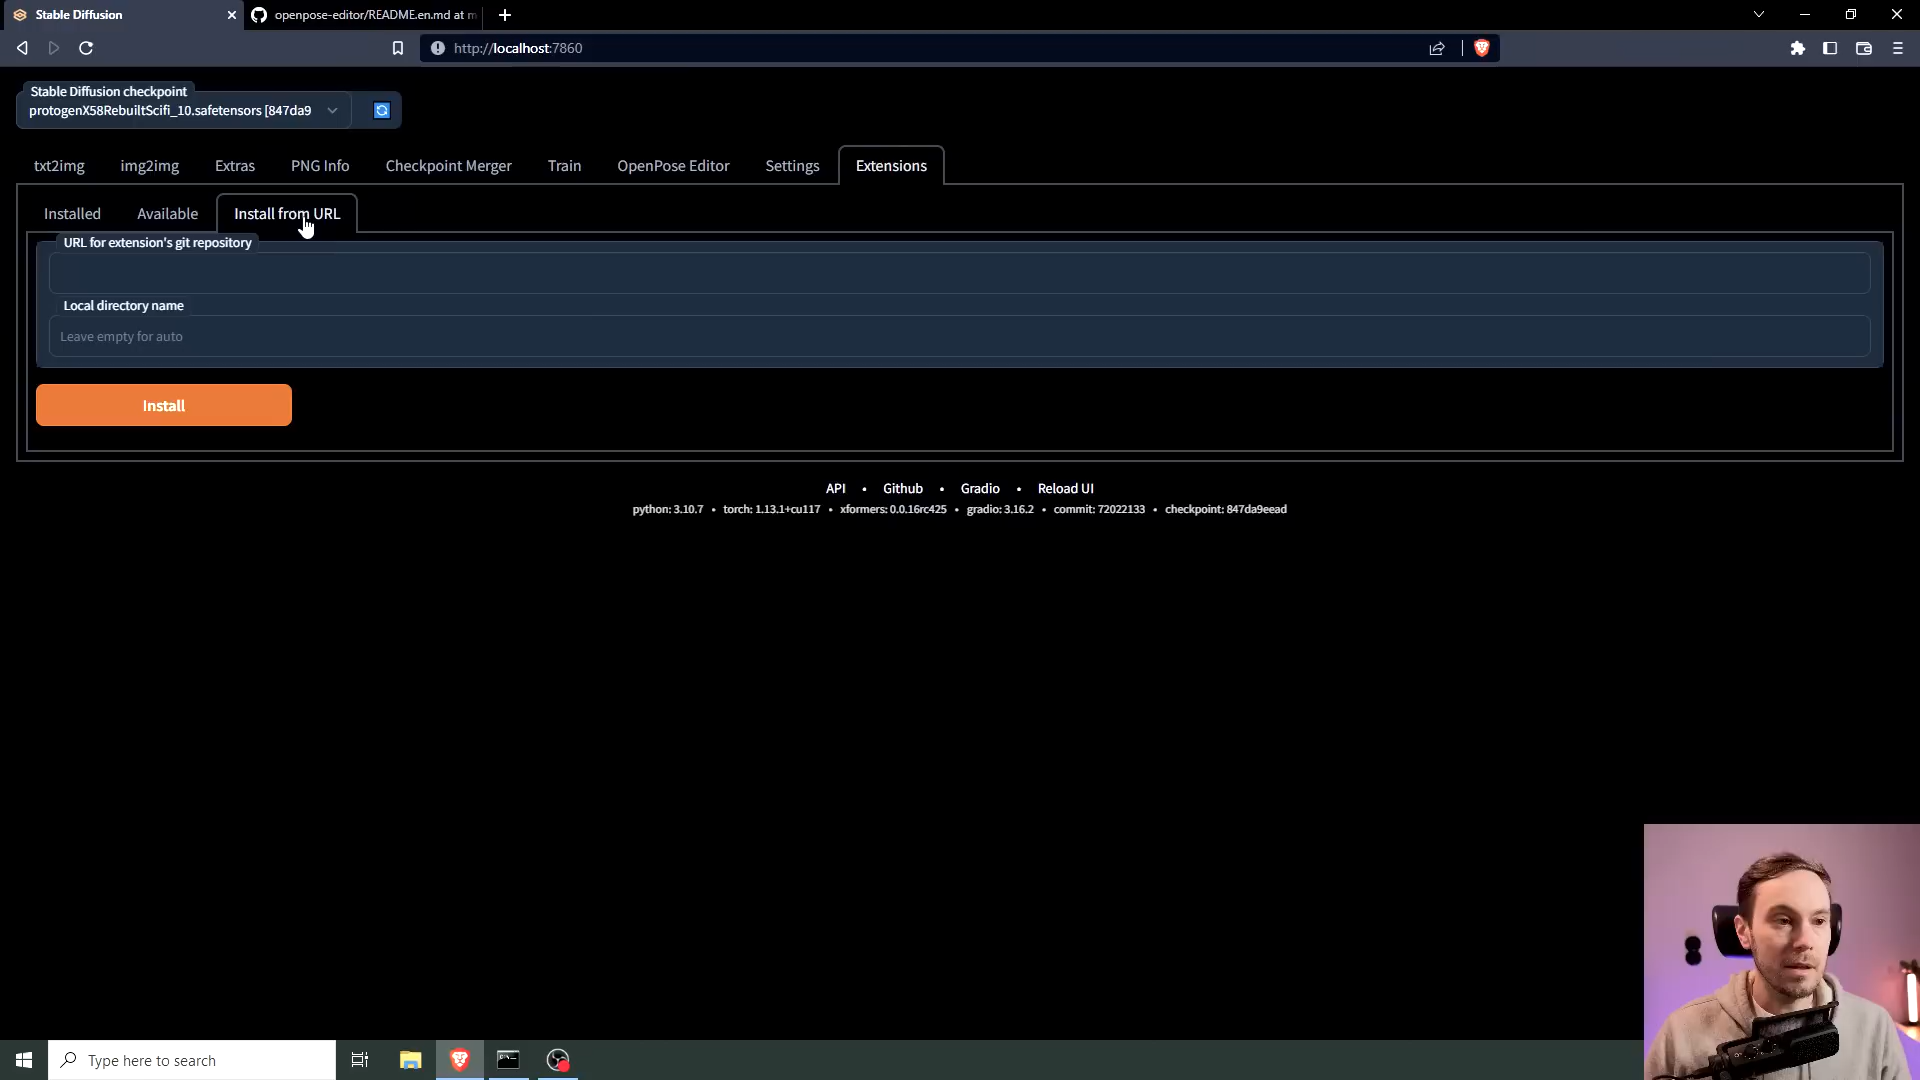 Stable Diffusion
openpose-editor/README.en.md at m
http://localhost:7860
Stable Diffusion checkpoint
protogenX58RebuiltScifi_10.safetensors [847da9
txt2img img2img Extras PNG Info Checkpoint Merger Train OpenPose Editor Settings Extensions
Installed Available Install from URL
URL for extension's git repository
Local directory name
Leave empty for auto
Install
API • Github • Gradio • Reload UI
python: 3.10.7 • torch: 1.13.1+cu117 • xformers: 0.0.16rc425 • gradio: 3.16.2 • commit: 72022133 • checkpoint: 847da9eead
Type here to search